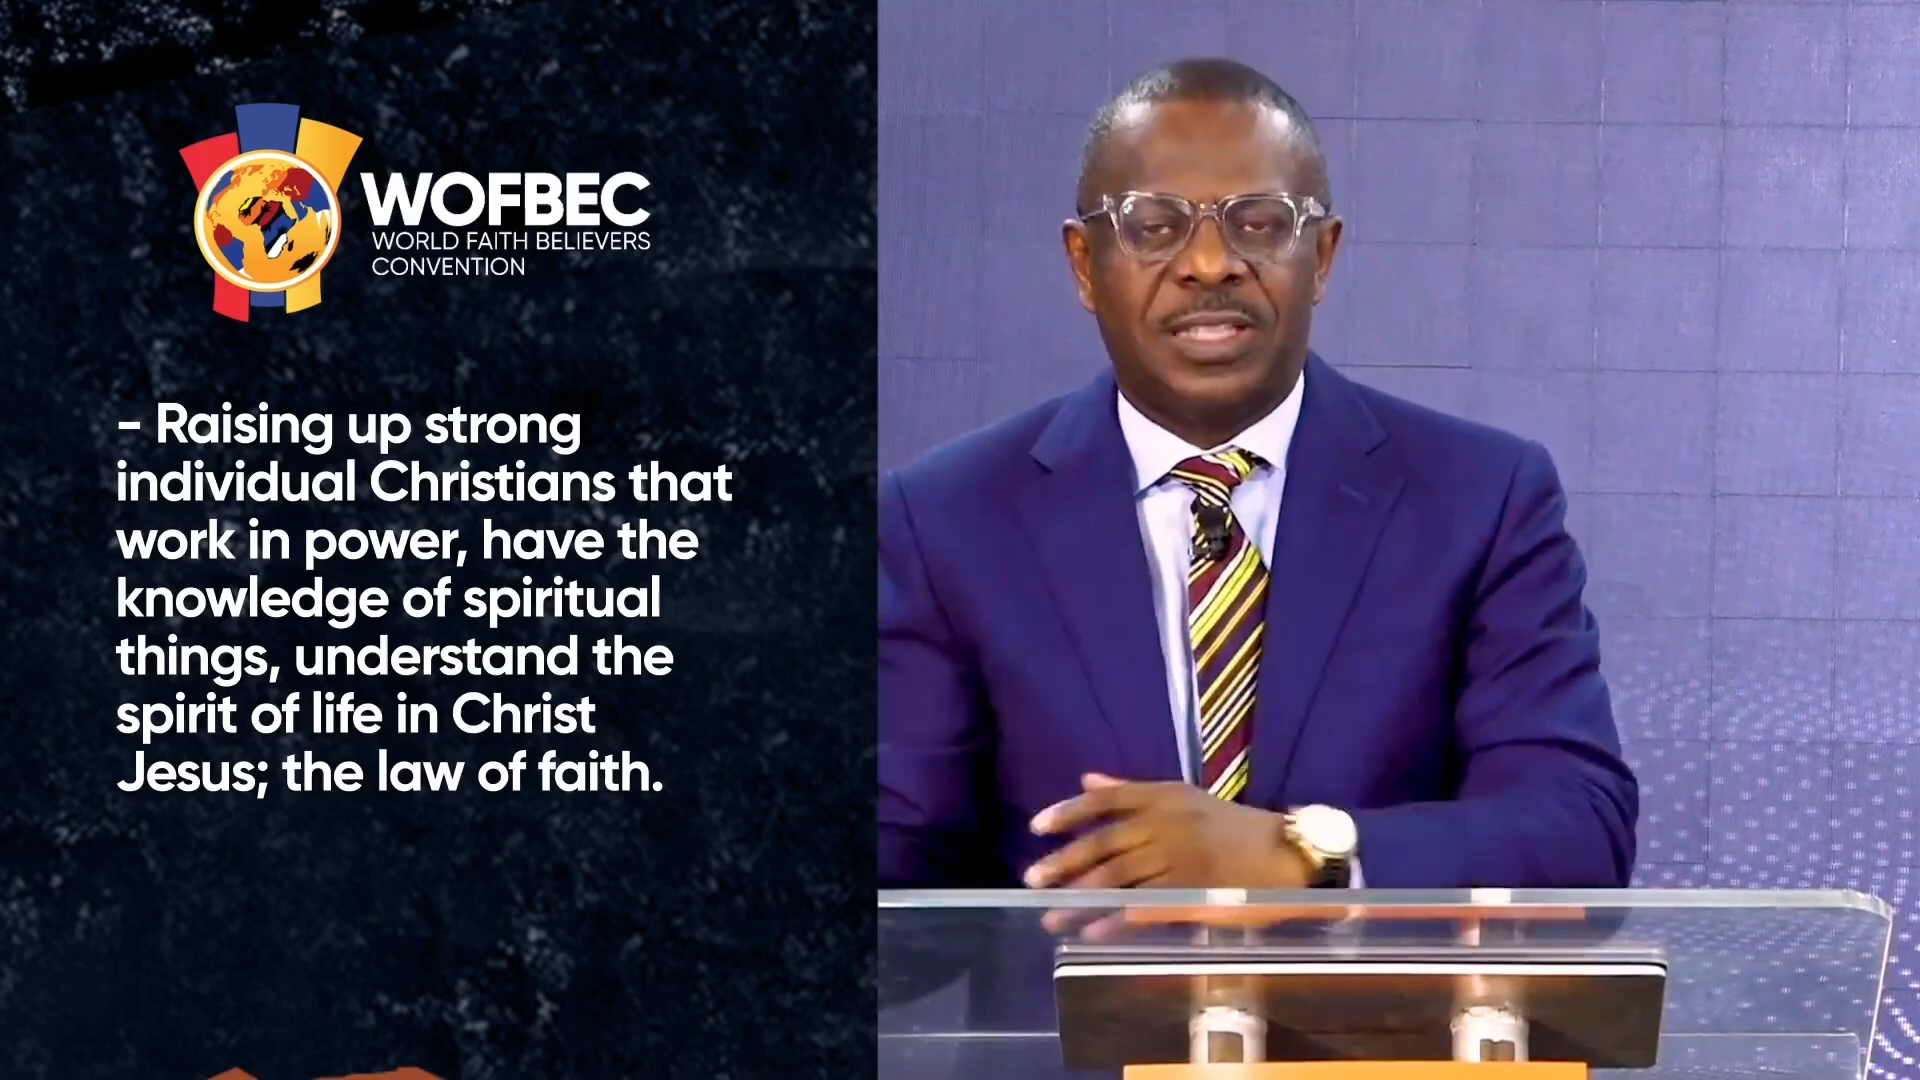 WOFBEC
WORLD FAITH BELIEVERS
CONVENTION
- Raising up strong
individual Christians that
work in power, have the
knowledge of spiritual
things, understand the
spirit of life in Christ
Jesus; the law of faith.